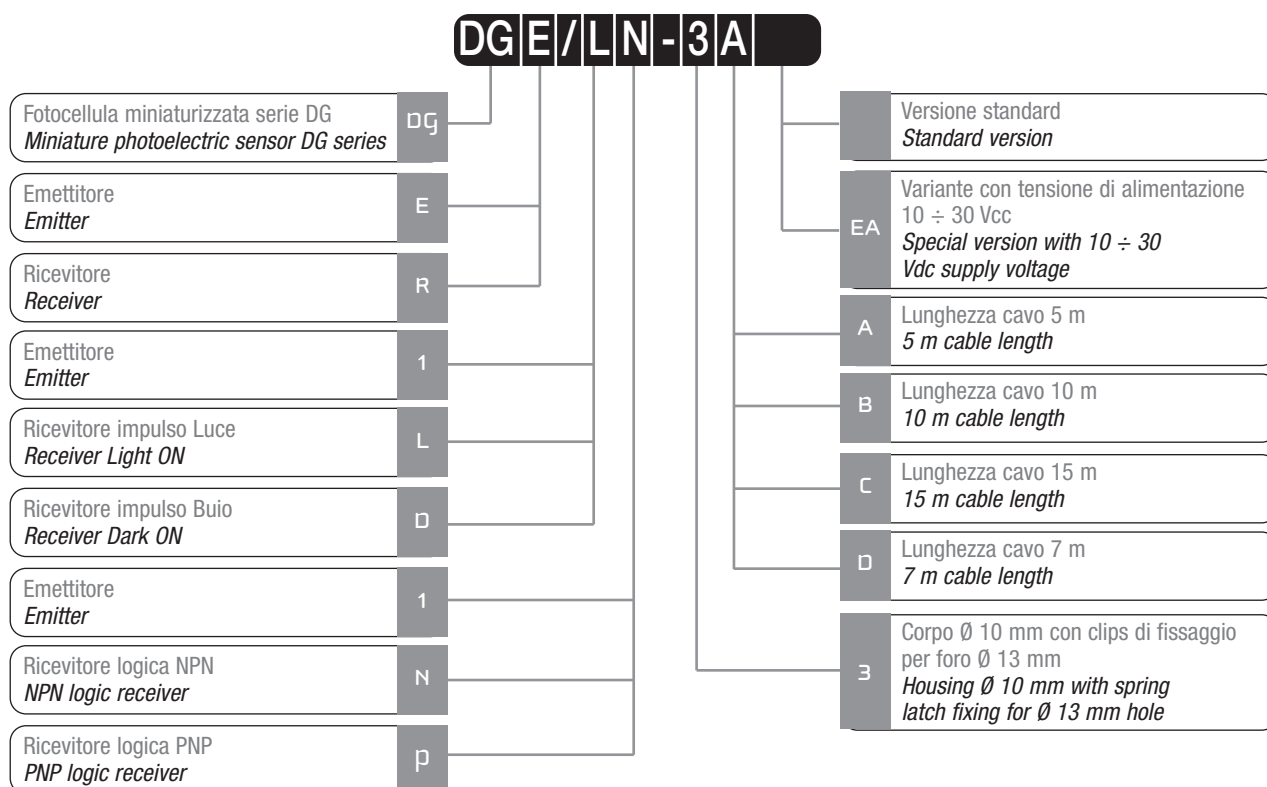 DGE/LN-3A
Fotocellula miniaturizzata serie DG
Miniature photoelectric sensor DG series
DG
Emettitore
Emitter
E
Ricevitore
Receiver
R
Emettitore
Emitter
1
Ricevitore impulso Luce
Receiver Light ON
L
Ricevitore impulso Buio
Receiver Dark ON
D
Emettitore
Emitter
1
Ricevitore logica NPN
NPN logic receiver
N
Ricevitore logica PNP
PNP logic receiver
P
Versione standard
Standard version
EA
Variante con tensione di alimentazione
10 ÷ 30 Vcc
Special version with 10 ÷ 30
Vdc supply voltage
A
Lunghezza cavo 5 m
5 m cable length
B
Lunghezza cavo 10 m
10 m cable length
C
Lunghezza cavo 15 m
15 m cable length
D
Lunghezza cavo 7 m
7 m cable length
3
Corpo Ø 10 mm con clips di fissaggio
per foro Ø 13 mm
Housing Ø 10 mm with spring
latch fixing for Ø 13 mm hole